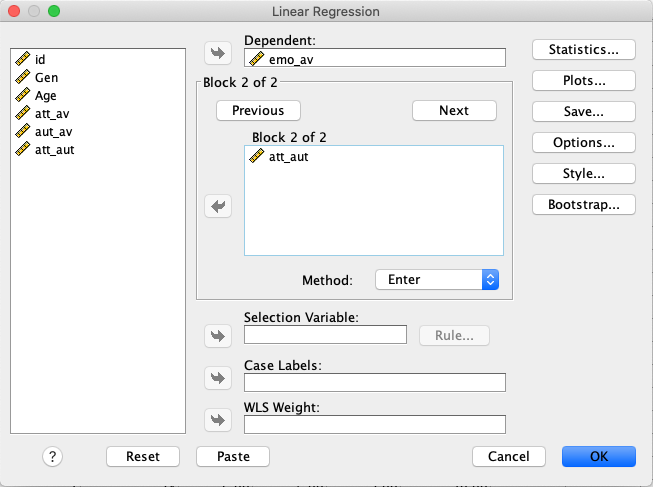 Linear Regression
id
Gen
Age
att_av
aut_av
att_aut
Dependent:
emo_av
Block 2 of 2
Previous
Next
Block 2 of 2
att_aut
Method:
Enter
Selection Variable:
Rule...
Case Labels:
WLS Weight:
Statistics...
Plots...
Save...
Options...
Style...
Bootstrap...
?
Reset
Paste
Cancel
OK